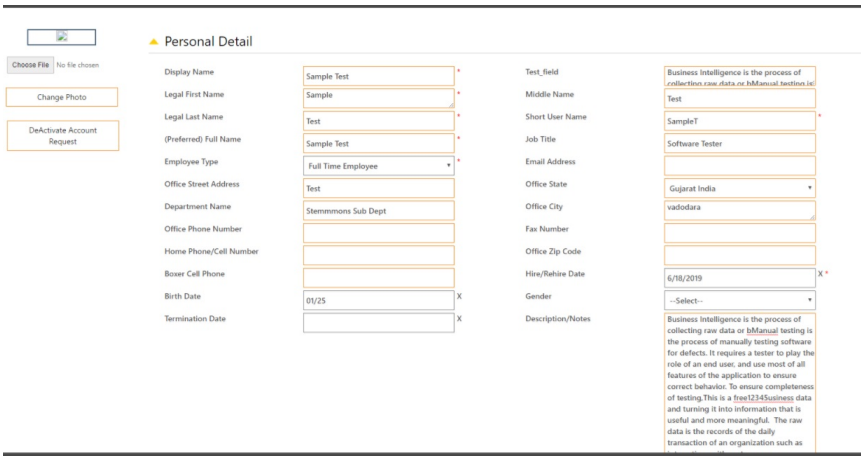 Personal Detail
Choose File No file chosen
Change Photo
DeActivate Account
Request
Display Name Sample Test *
Test_field Business Intelligence is the process of
collecting raw data or bManual testing is
Legal First Name Sample *
Middle Name Test
Legal Last Name Test *
Short User Name SampleT *
(Preferred) Full Name Sample Test *
Job Title Software Tester
Employee Type Full Time Employee *
Email Address
Office Street Address Test
Office State Gujarat India
Department Name Stemmmons Sub Dept
Office City vadodara
Office Phone Number
Fax Number
Home Phone/Cell Number
Office Zip Code
Boxer Cell Phone
Hire/Rehire Date 6/18/2019 X *
Birth Date 01/25 X
Gender --Select--
Termination Date X
Description/Notes Business Intelligence is the process of
collecting raw data or bManual testing is
the process of manually testing software
for defects. It requires a tester to play the
role of an end user, and use most of all
features of the application to ensure
correct behavior. To ensure completeness
of testing,This is a free12345usiness data
and turning it into information that is
useful and more meaningful. The raw
data is the records of the daily
transaction of an organization such as